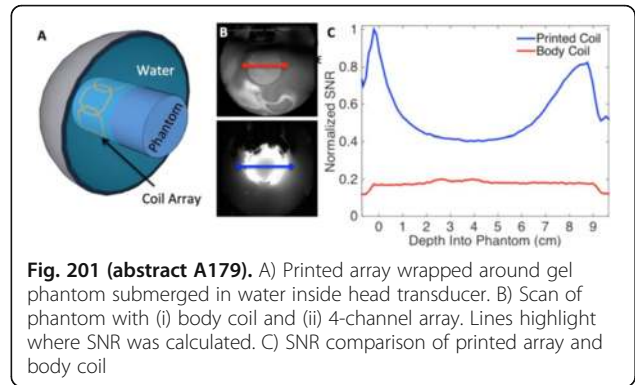 A
Water
Phantom
Coil Array
B
C
Printed Coil
Body Coil
Normalized SNR
1
0.8
0.6
0.4
0.2
0
0 1 2 3 4 5 6 7 8 9
Depth Into Phantom (cm)
Fig. 201 (abstract A179). A) Printed array wrapped around gel
phantom submerged in water inside head transducer. B) Scan of
phantom with (i) body coil and (ii) 4-channel array. Lines highlight
where SNR was calculated. C) SNR comparison of printed array and
body coil